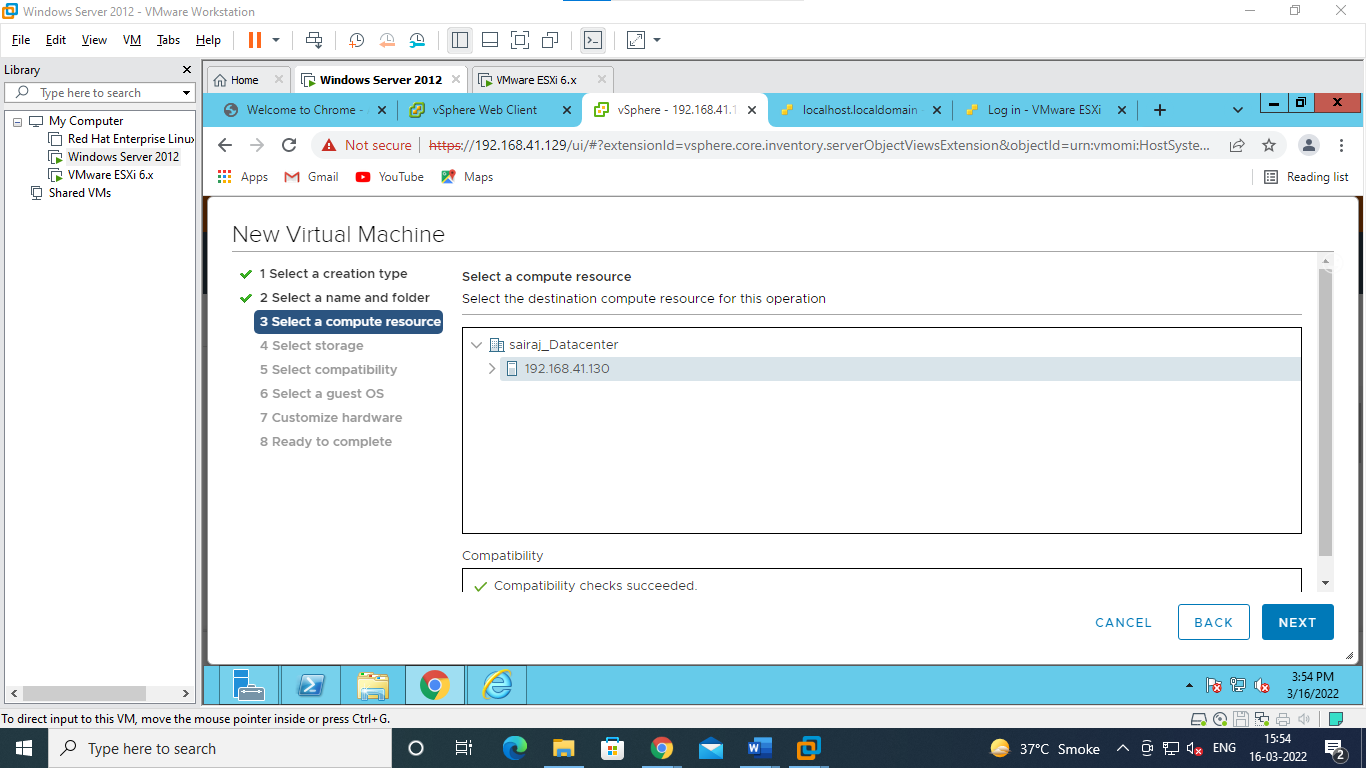 Windows Server 2012 - VMware Workstation
File Edit View VM Tabs Help
Library
Type here to search
My Computer
Red Hat Enterprise Linux
Windows Server 2012
VMware ESXi 6.x
Shared VMs
Home Windows Server 2012 VMware ESXi 6.x
Welcome to Chrome - vSphere Web Client vSphere - 192.168.41.1 localhost.localdomain Log in - VMware ESXi
Not secure https://192.168.41.129/ui/#?extensionId=vsphere.core.inventory.serverObjectViewsExtension&objectId=urn:vmomi:HostSyste...
Apps Gmail YouTube Maps Reading list
New Virtual Machine
1 Select a creation type
2 Select a name and folder
3 Select a compute resource
4 Select storage
5 Select compatibility
6 Select a guest OS
7 Customize hardware
8 Ready to complete
Select a compute resource
Select the destination compute resource for this operation
sairaj_Datacenter
192.168.41.130
Compatibility
Compatibility checks succeeded.
CANCEL BACK NEXT
3:54 PM
3/16/2022
To direct input to this VM, move the mouse pointer inside or press Ctrl+G.
Type here to search
37°C Smoke
ENG
15:54
16-03-2022
2